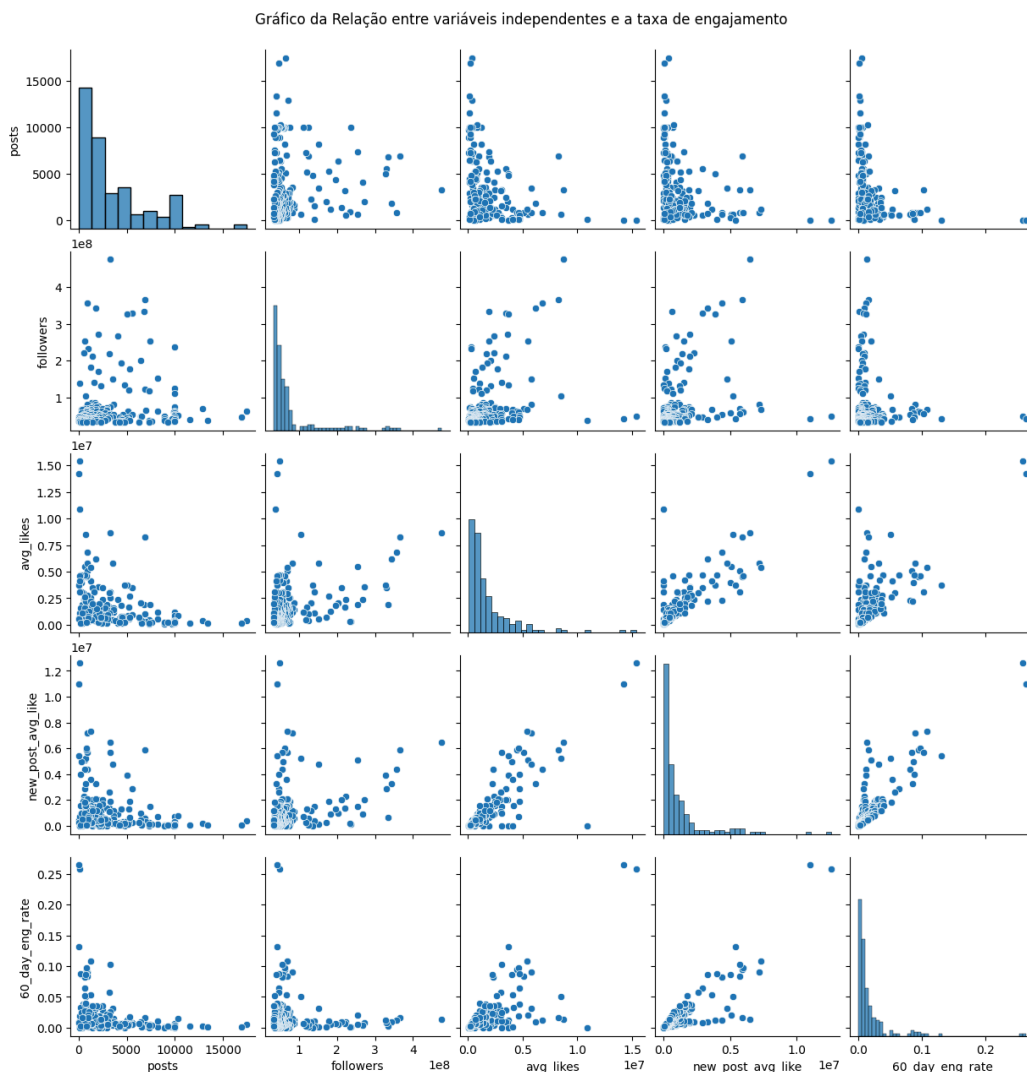 Gráfico da Relação entre variáveis independentes e a taxa de engajamento
15000
10000
5000
0
posts
1e8
4
3
2
1
followers
1e7
1.50
1.25
1.00
0.75
0.50
0.25
0.00
avg_likes
1e7
1.2
1.0
0.8
0.6
0.4
0.2
0.0
new_post_avg_like
0.25
0.20
0.15
0.10
0.05
0.00
60_day_eng_rate
0 5000 10000 15000
posts
1 2 3 4
1e8
followers
0.0 0.5 1.0 1.5
1e7
avg_likes
0.0 0.5 1.0
1e7
new_post_avg_like
0.0 0.1 0.2
60_day_eng_rate